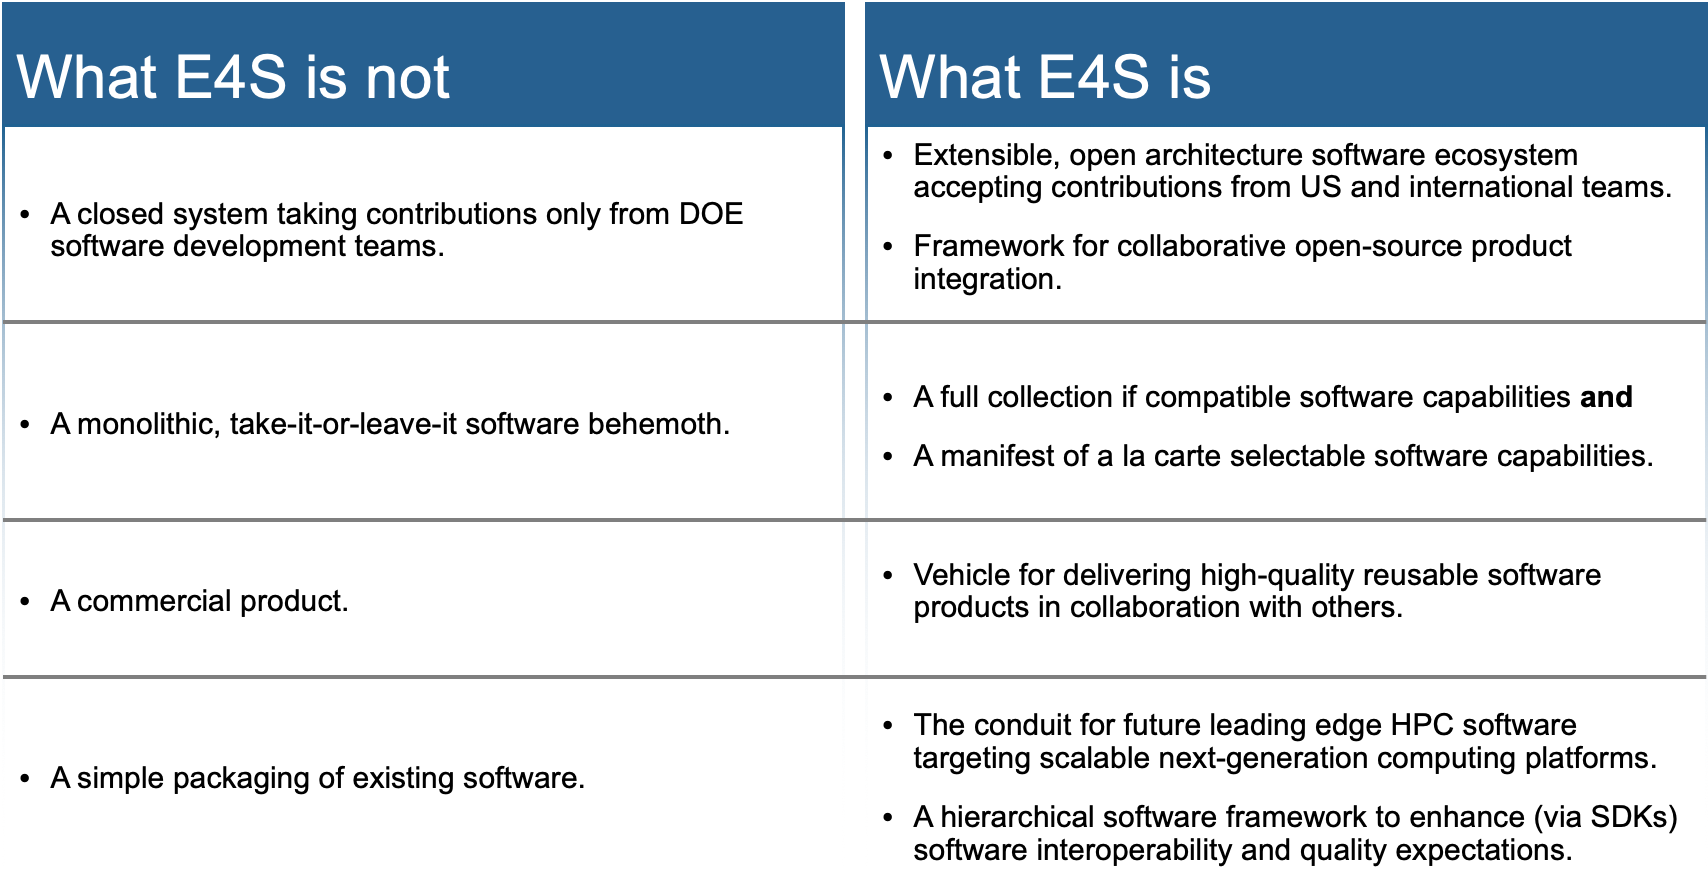 What E4S is not
• A closed system taking contributions only from DOE
software development teams.
• A monolithic, take-it-or-leave-it software behemoth.
• A commercial product.
• A simple packaging of existing software.
What E4S is
• Extensible, open architecture software ecosystem
accepting contributions from US and international teams.
• Framework for collaborative open-source product
integration.
• A full collection if compatible software capabilities and
• A manifest of a la carte selectable software capabilities.
• Vehicle for delivering high-quality reusable software
products in collaboration with others.
• The conduit for future leading edge HPC software
targeting scalable next-generation computing platforms.
• A hierarchical software framework to enhance (via SDKs)
software interoperability and quality expectations.